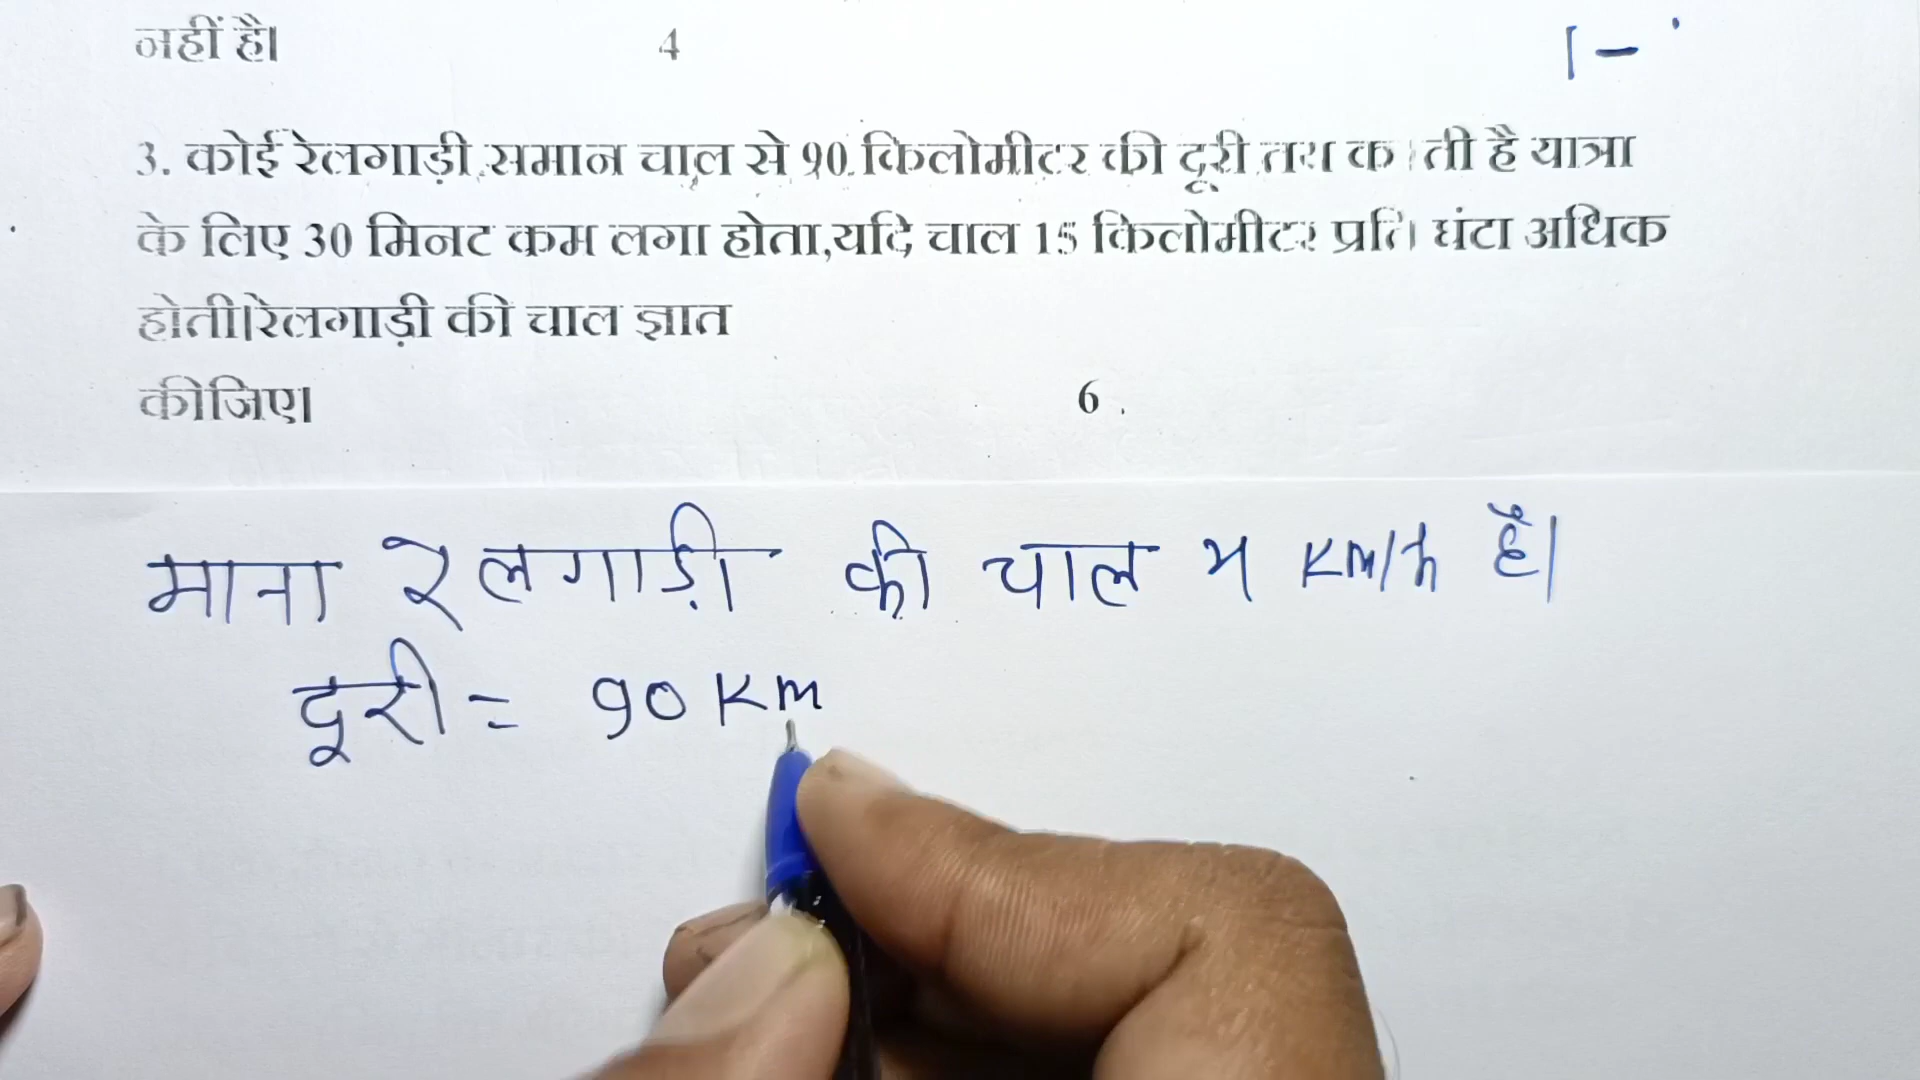 नहीं है। 4
3. कोई रेलगाड़ी समान चाल से 90 किलोमीटर की दूरी तय करती है यात्रा
के लिए 30 मिनट कम लगा होता,यदि चाल 15 किलोमीटर प्रति घंटा अधिक
होती।रेलगाड़ी की चाल ज्ञात
कीजिए। 6
माना रेलगाड़ी की चाल x km/h है।
दूरी = 90 km